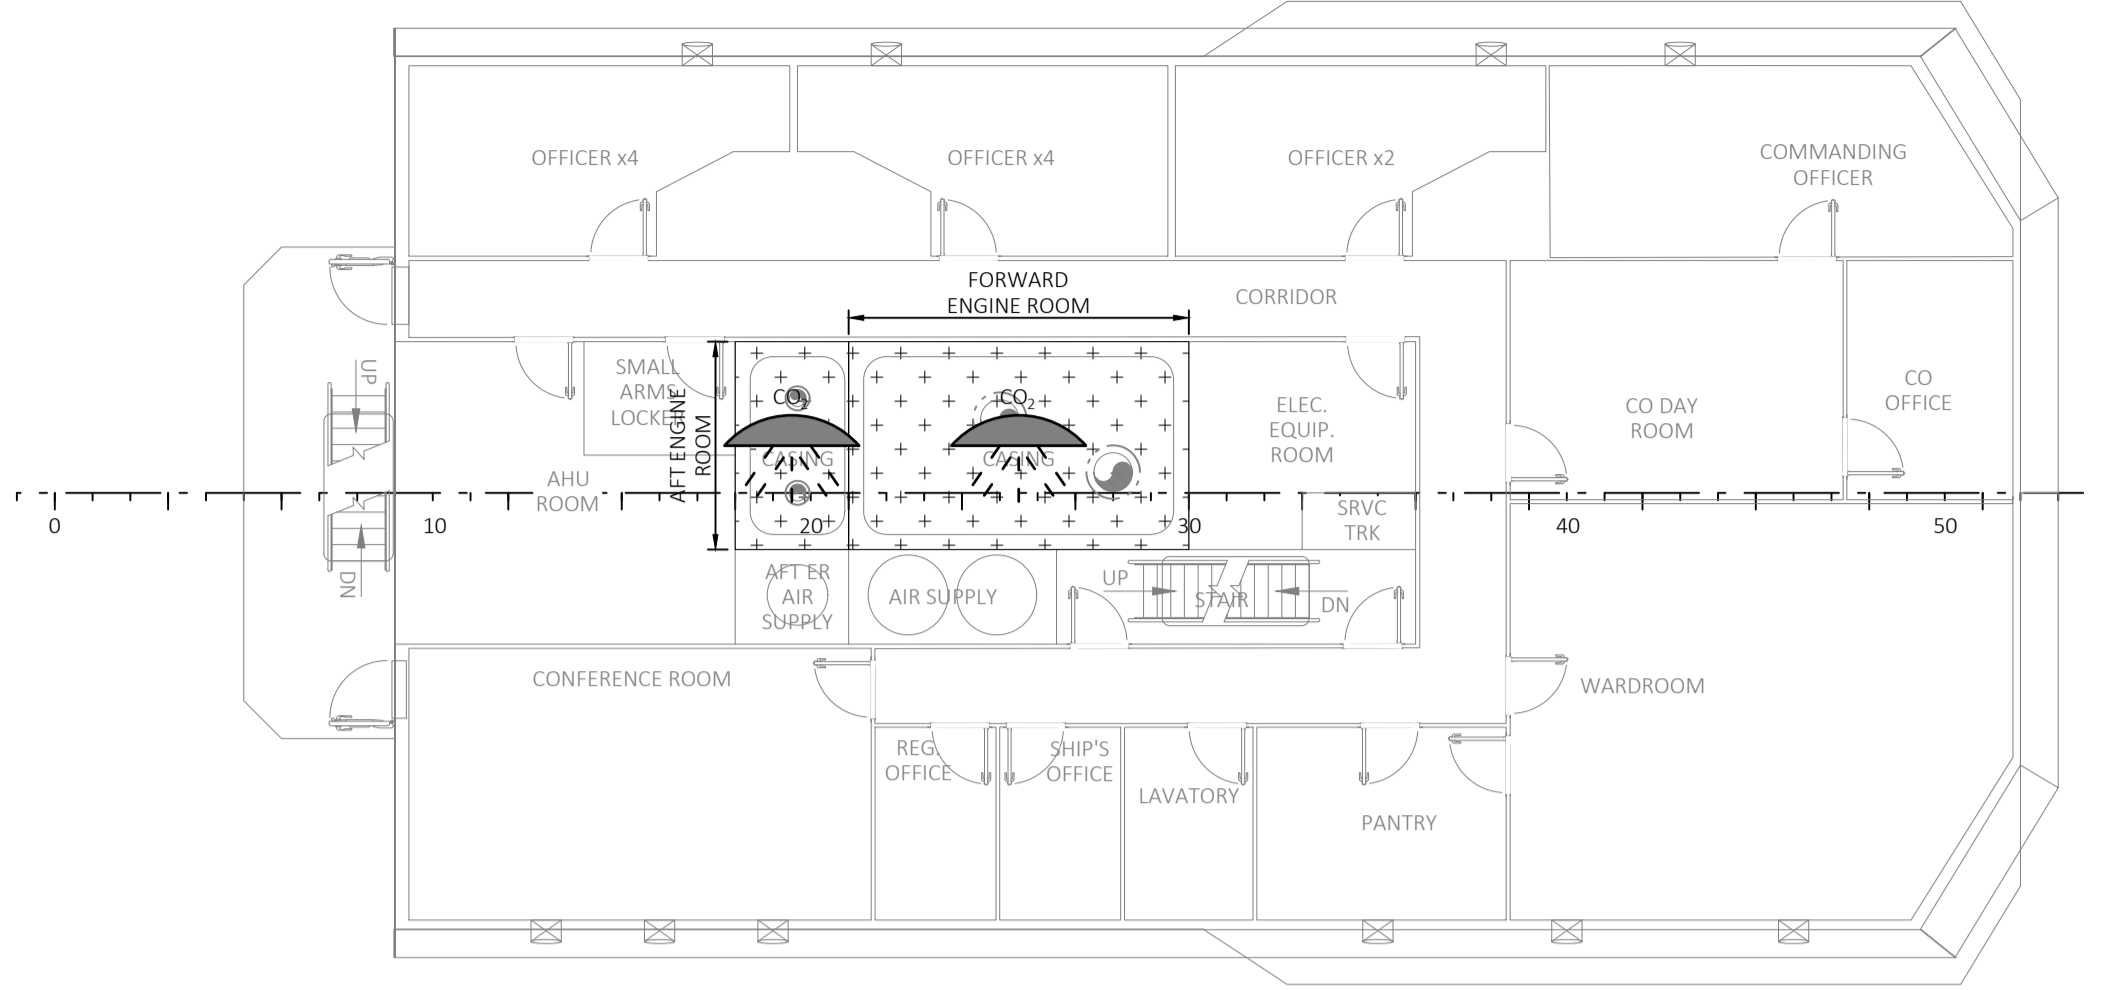 OFFICER x4
OFFICER x4
OFFICER x2
COMMANDING
OFFICER
FORWARD
ENGINE ROOM
CORRIDOR
UP
SMALL
ARMS
LOCKER
AFT ENGINE
ROOM
CO2
CASING
CO2
CASING
ELEC.
EQUIP.
ROOM
CO DAY
ROOM
CO
OFFICE
AHU
ROOM
0
10
20
30
40
50
SRVC
TRK
DN
AFT ER
AIR
SUPPLY
AIR SUPPLY
UP
STAIR
DN
CONFERENCE ROOM
WARDROOM
REG.
OFFICE
SHIP'S
OFFICE
LAVATORY
PANTRY